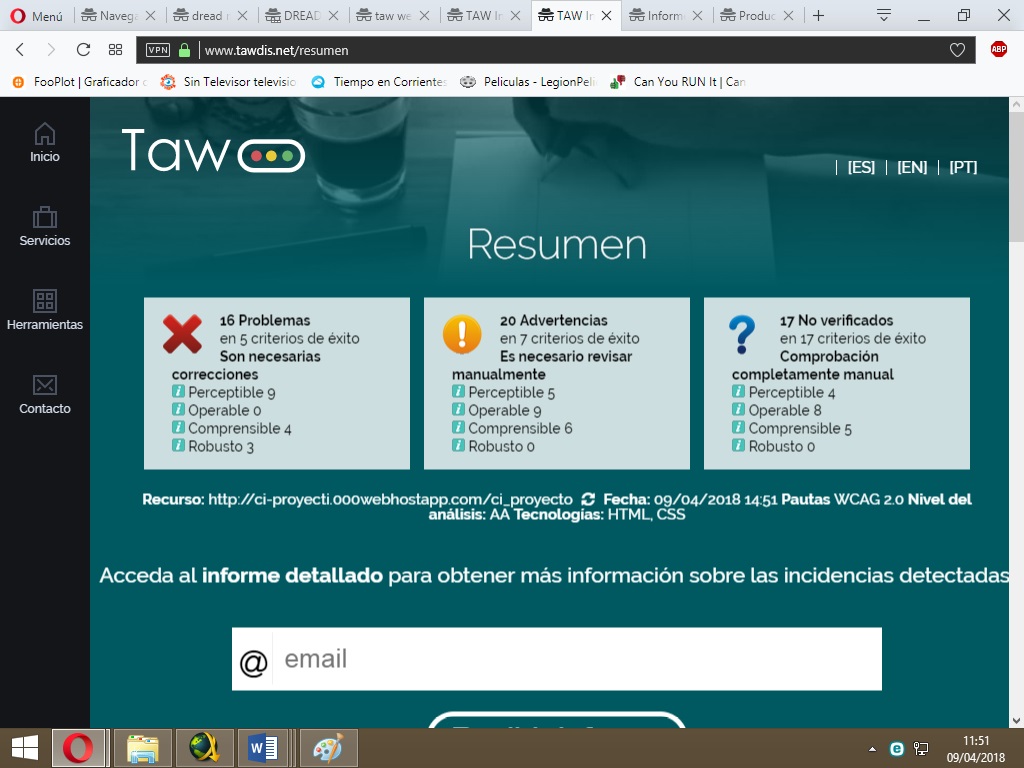 Menú
Navega
dread r
DREAD
taw we
TAW In
TAW In
Inform
Produc
VPN
www.tawdis.net/resumen
ABP
FooPlot | Graficador c
Sin Televisor televisio
Tiempo en Corrientes
Peliculas - LegionPeli
Can You RUN It | Can
Inicio
Servicios
Herramientas
Contacto
Taw
| [ES] | [EN] | [PT]
Resumen
16 Problemas
en 5 criterios de éxito
Son necesarias
correcciones
i Perceptible 9
i Operable 0
i Comprensible 4
i Robusto 3
20 Advertencias
en 7 criterios de éxito
Es necesario revisar
manualmente
i Perceptible 5
i Operable 9
i Comprensible 6
i Robusto 0
17 No verificados
en 17 criterios de éxito
Comprobación
completamente manual
i Perceptible 4
i Operable 8
i Comprensible 5
i Robusto 0
Recurso: http://ci-proyecti.000webhostapp.com/ci_proyecto Fecha: 09/04/2018 14:51 Pautas WCAG 2.0 Nivel del
análisis: AA Tecnologías: HTML, CSS
Acceda al informe detallado para obtener más información sobre las incidencias detectadas
@ email
11:51
09/04/2018